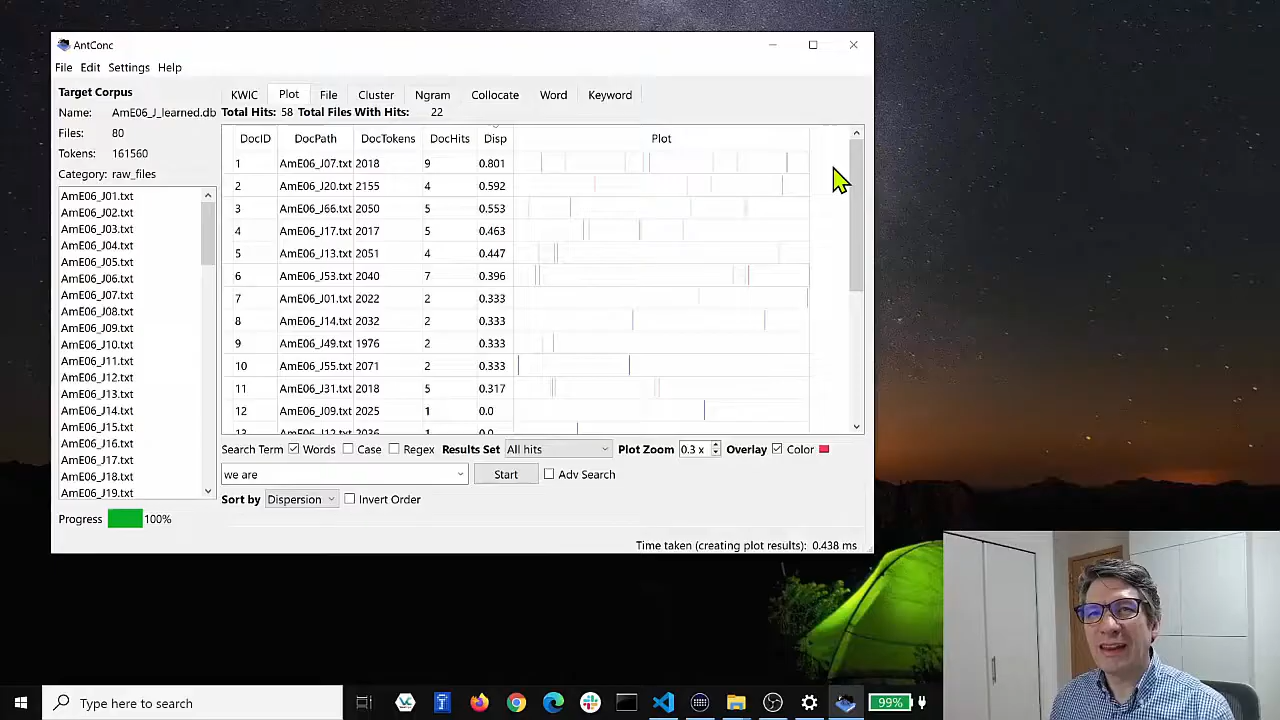 AntConc
File Edit Settings Help
Target Corpus
Name: AmE06_J_learned.db
Files: 80
Tokens: 161560
Category: raw_files
AmE06_J01.txt
AmE06_J02.txt
AmE06_J03.txt
AmE06_J04.txt
AmE06_J05.txt
AmE06_J06.txt
AmE06_J07.txt
AmE06_J08.txt
AmE06_J09.txt
AmE06_J10.txt
AmE06_J11.txt
AmE06_J12.txt
AmE06_J13.txt
AmE06_J14.txt
AmE06_J15.txt
AmE06_J16.txt
AmE06_J17.txt
AmE06_J18.txt
AmE06_J19.txt
Progress 100%
KWIC Plot File Cluster Ngram Collocate Word Keyword
Total Hits: 58 Total Files With Hits: 22
DocID DocPath DocTokens DocHits Disp Plot
1 AmE06_J07.txt 2018 9 0.801
2 AmE06_J20.txt 2155 4 0.592
3 AmE06_J66.txt 2050 5 0.553
4 AmE06_J17.txt 2017 5 0.463
5 AmE06_J13.txt 2051 4 0.447
6 AmE06_J53.txt 2040 7 0.396
7 AmE06_J01.txt 2022 2 0.333
8 AmE06_J14.txt 2032 2 0.333
9 AmE06_J49.txt 1976 2 0.333
10 AmE06_J55.txt 2071 2 0.333
11 AmE06_J31.txt 2018 5 0.317
12 AmE06_J09.txt 2025 1 0.0
13 AmE06_J12.txt 2036 1 0.0
Search Term Words Case Regex Results Set All hits Plot Zoom 0.3 x Overlay Color
we are Start Adv Search
Sort by Dispersion Invert Order
Time taken (creating plot results): 0.438 ms
Type here to search 99%